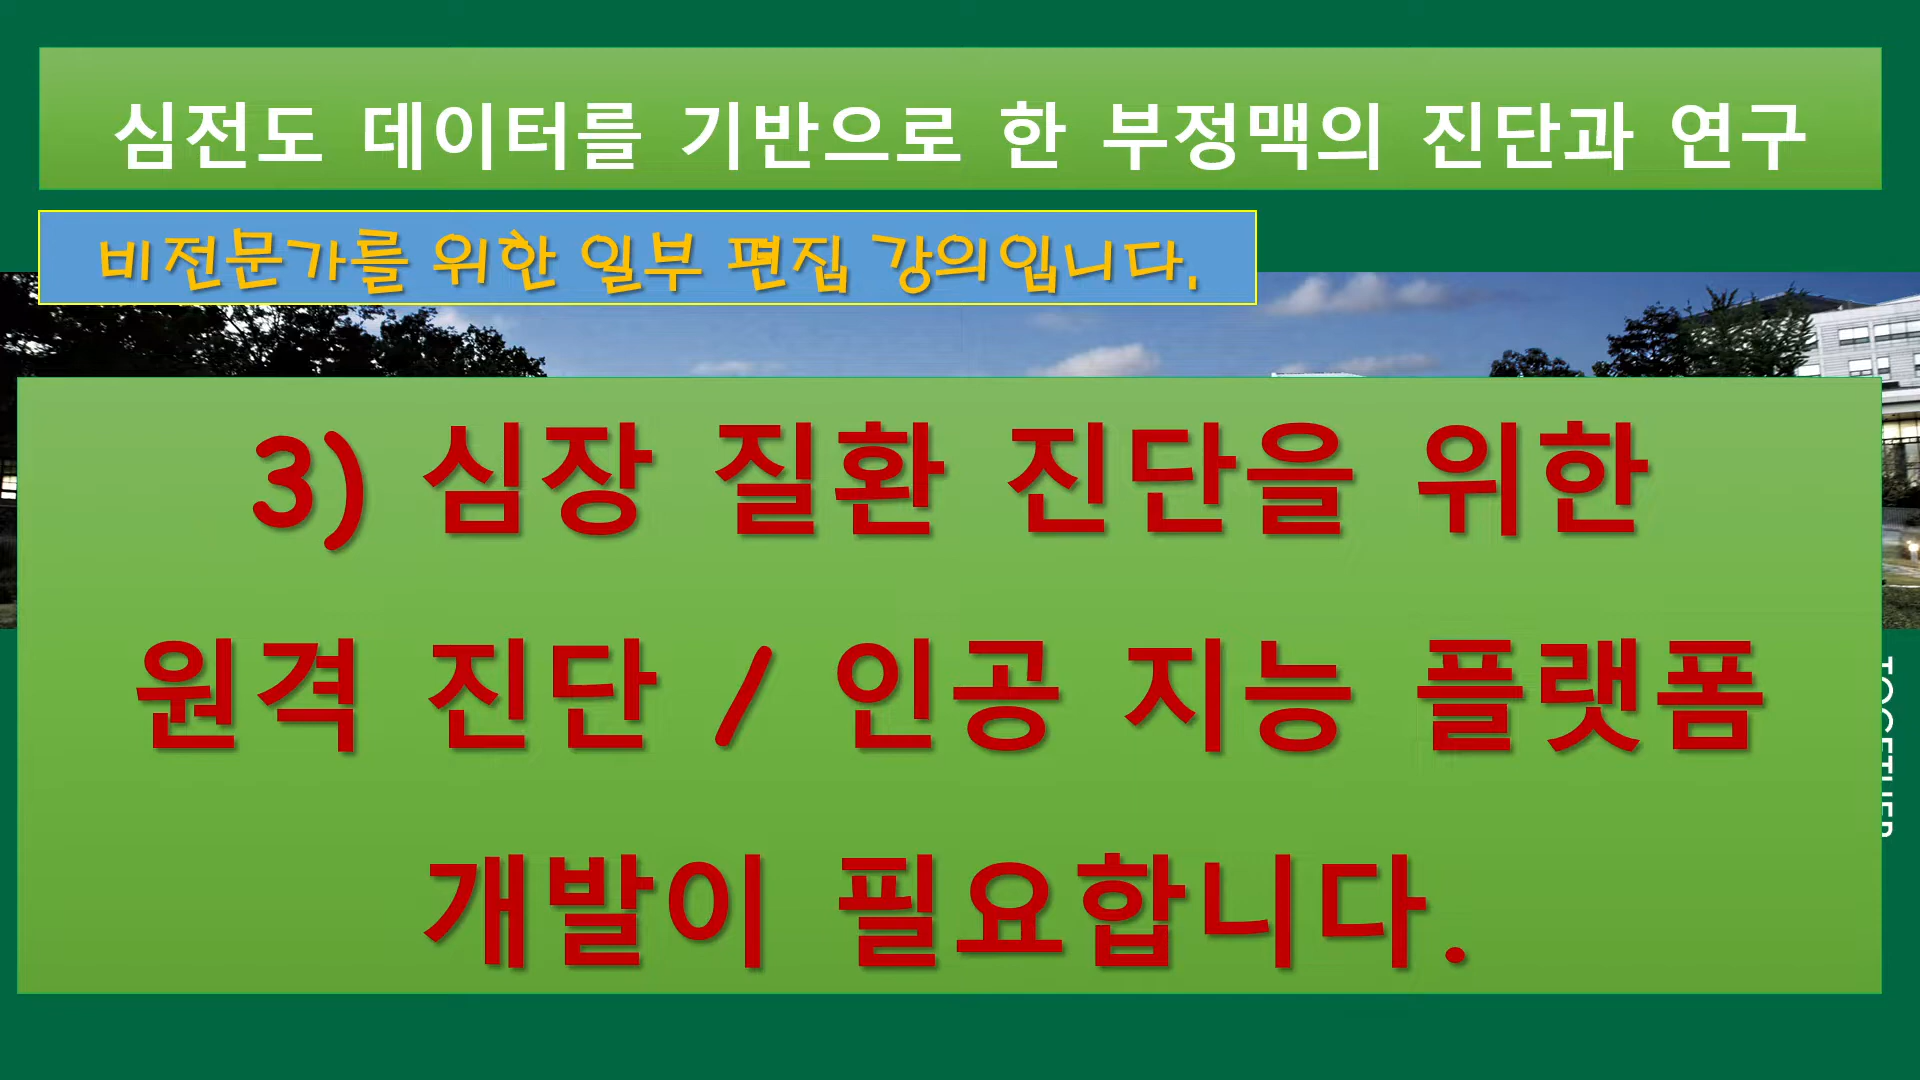 심전도 데이터를 기반으로 한 부정맥의 진단과 연구
비전문가를 위한 일부 편집 강의입니다.
3) 심장 질환 진단을 위한
원격 진단 / 인공 지능 플랫폼
개발이 필요합니다.
TOGETHER